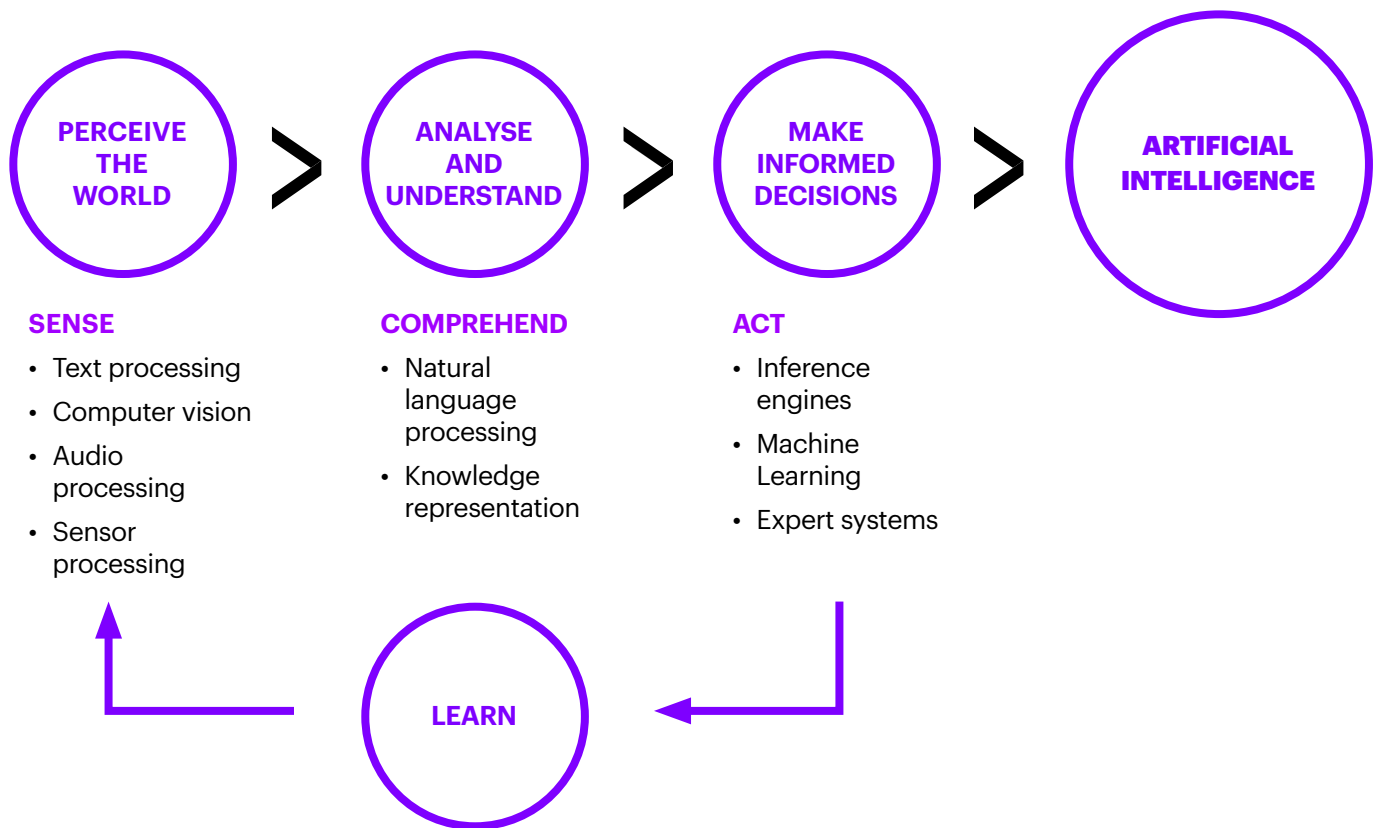 PERCEIVE
THE
WORLD
>
ANALYSE
AND
UNDERSTAND
>
MAKE
INFORMED
DECISIONS
>
ARTIFICIAL
INTELLIGENCE
SENSE
• Text processing
• Computer vision
• Audio
processing
• Sensor
processing
COMPREHEND
• Natural
language
processing
• Knowledge
representation
ACT
• Inference
engines
• Machine
Learning
• Expert systems
LEARN